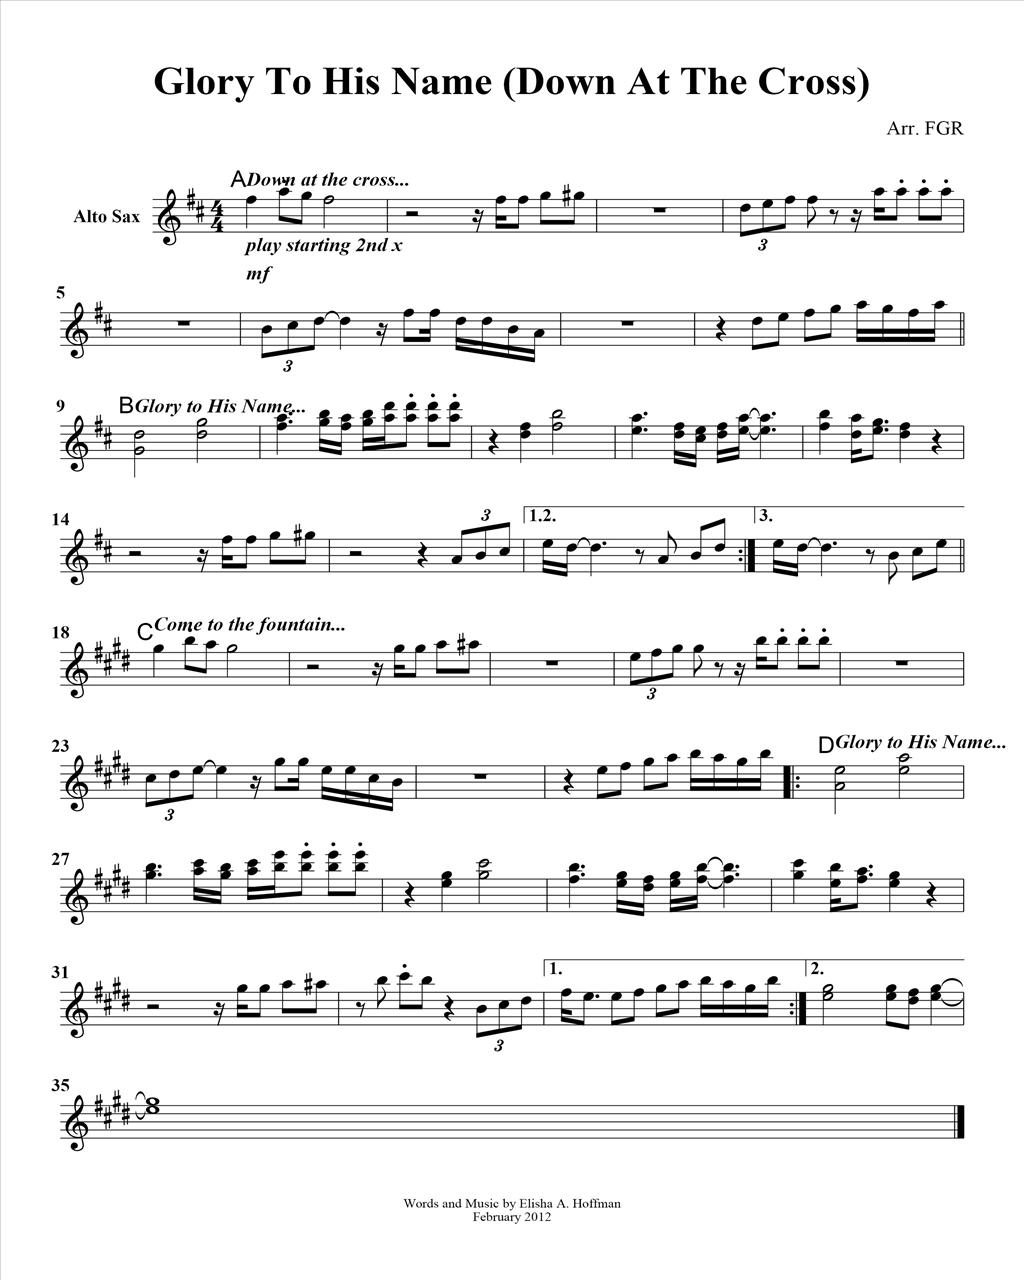 Glory To His Name (Down At The Cross)
Arr. FGR
A Down at the cross...
Alto Sax
play starting 2nd x
mf
3
5
3
9
B Glory to His Name...
14
3
1.2.
3.
18
C Come to the fountain...
3
23
3
D Glory to His Name...
27
31
3
1.
2.
35
Words and Music by Elisha A. Hoffman
February 2012